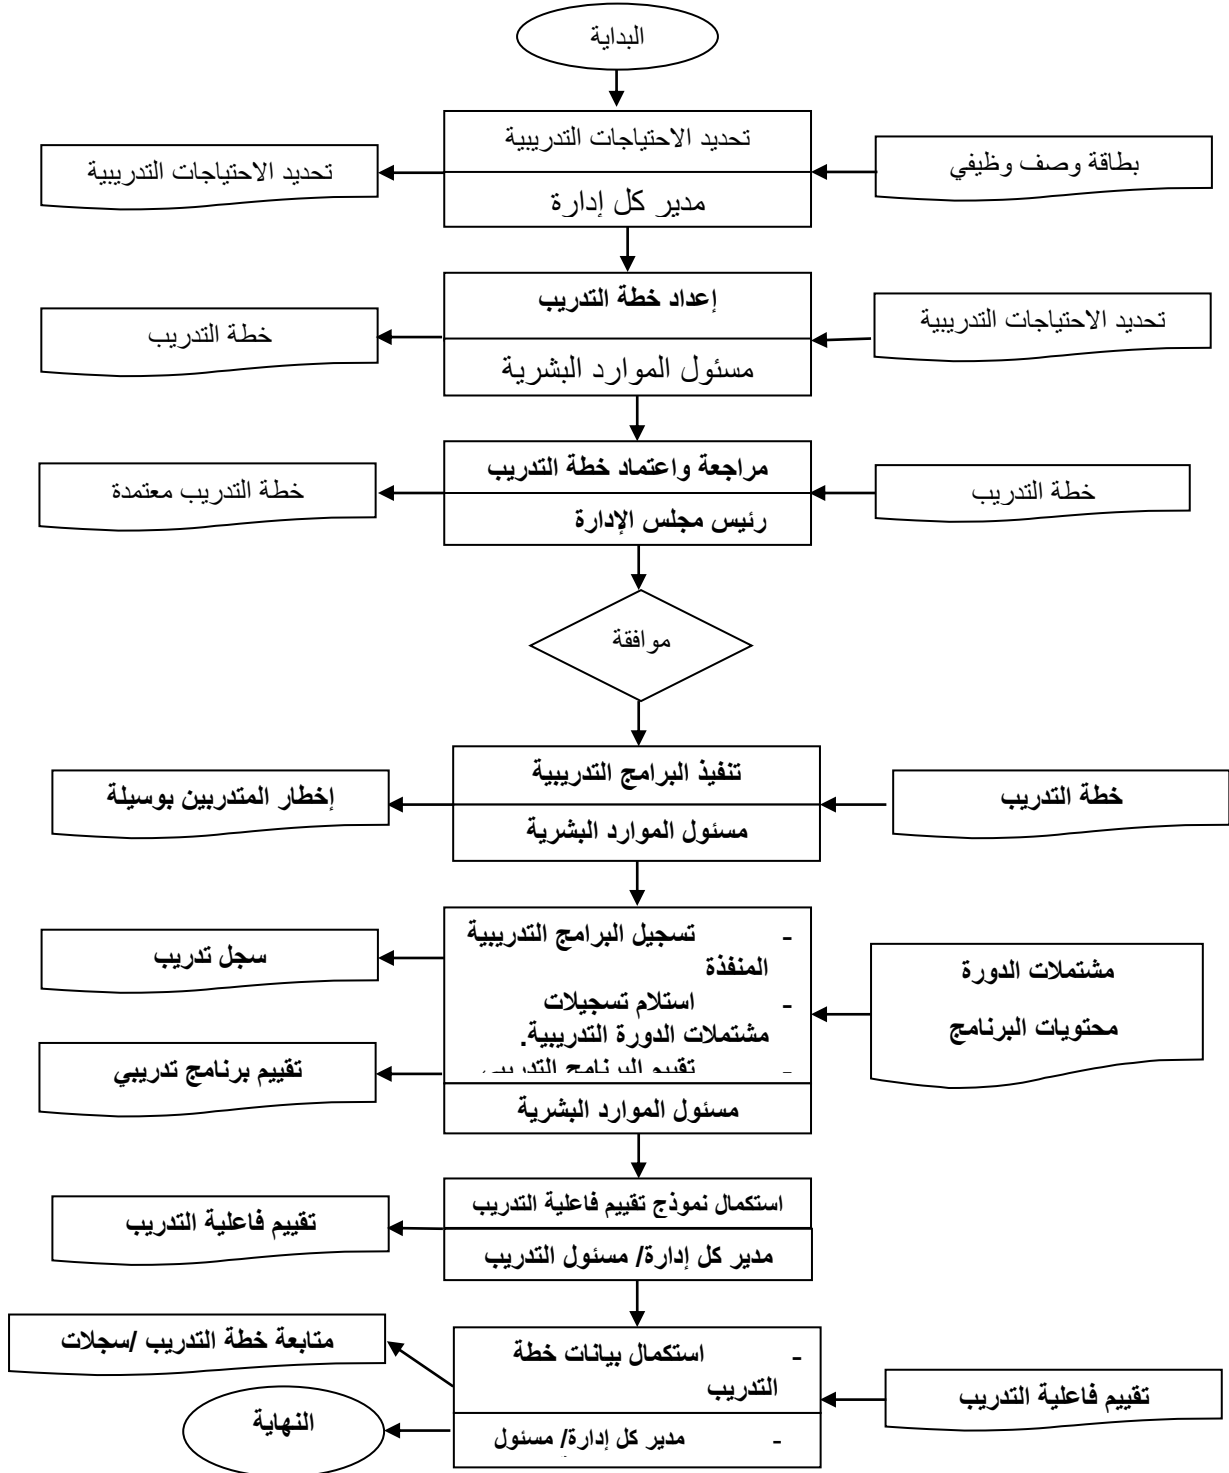 البداية
تحديد الاحتياجات التدريبية
بطاقة وصف وظيفي
تحديد الاحتياجات التدريبية
مدير كل إدارة
إعداد خطة التدريب
تحديد الاحتياجات التدريبية
خطة التدريب
مسئول الموارد البشرية
مراجعة واعتماد خطة التدريب
خطة التدريب
خطة التدريب معتمدة
رئيس مجلس الإدارة
موافقة
تنفيذ البرامج التدريبية
خطة التدريب
إخطار المتدربين بوسيلة
مسئول الموارد البشرية
- تسجيل البرامج التدريبية
المنفذة
- استلام تسجيلات
مشتملات الدورة التدريبية.
- تقييم البرنامج التدريبي
مشتملات الدورة
محتويات البرنامج
سجل تدريب
تقييم برنامج تدريبي
مسئول الموارد البشرية
استكمال نموذج تقييم فاعلية التدريب
تقييم فاعلية التدريب
مدير كل إدارة/ مسئول التدريب
متابعة خطة التدريب /سجلات
- استكمال بيانات خطة
التدريب
تقييم فاعلية التدريب
النهاية
- مدير كل إدارة/ مسئول